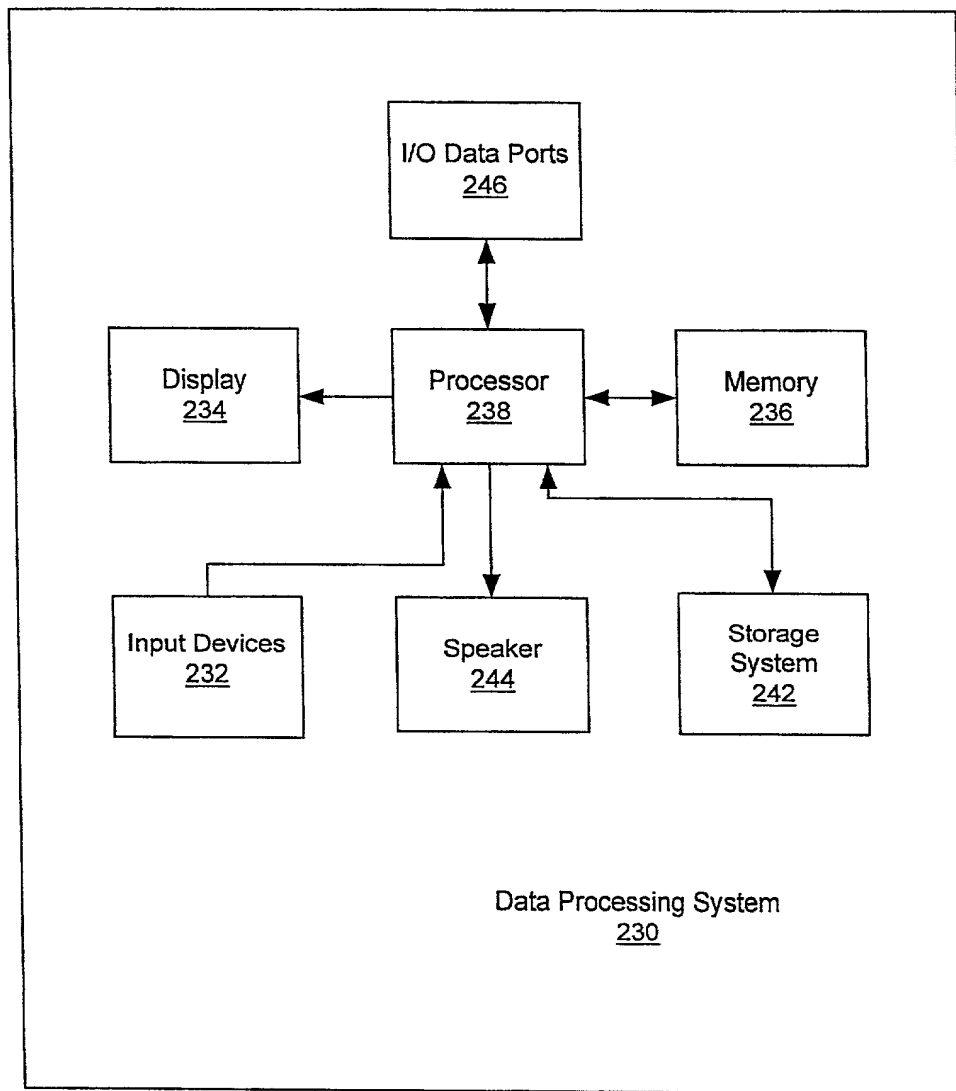 I/O Data Ports
246
Display
234
Processor
238
Memory
236
Input Devices
232
Speaker
244
Storage
System
242
Data Processing System
230